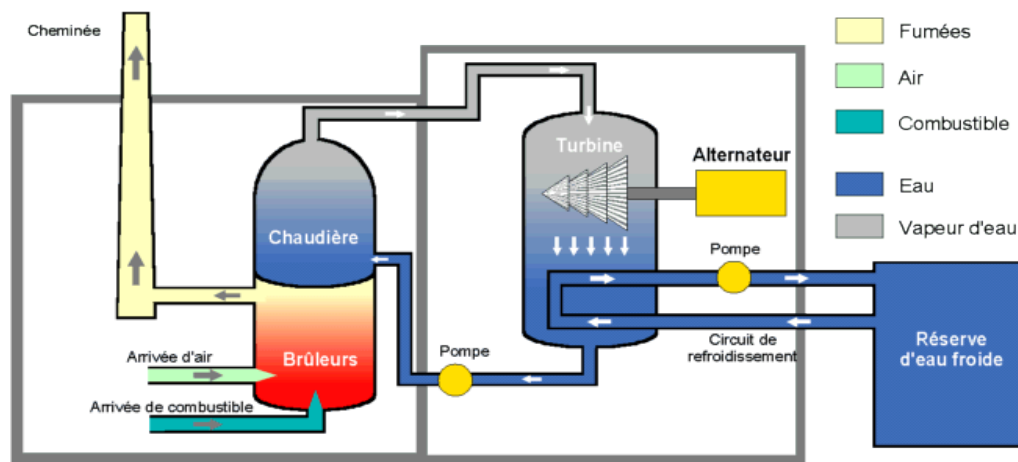 Cheminée
Fumées
Air
Combustible
Eau
Vapeur d'eau
Turbine
Alternateur
Chaudière
Pompe
Brûleurs
Arrivée d'air
Arrivée de combustible
Pompe
Circuit de
refroidissement
Réserve
d'eau froide